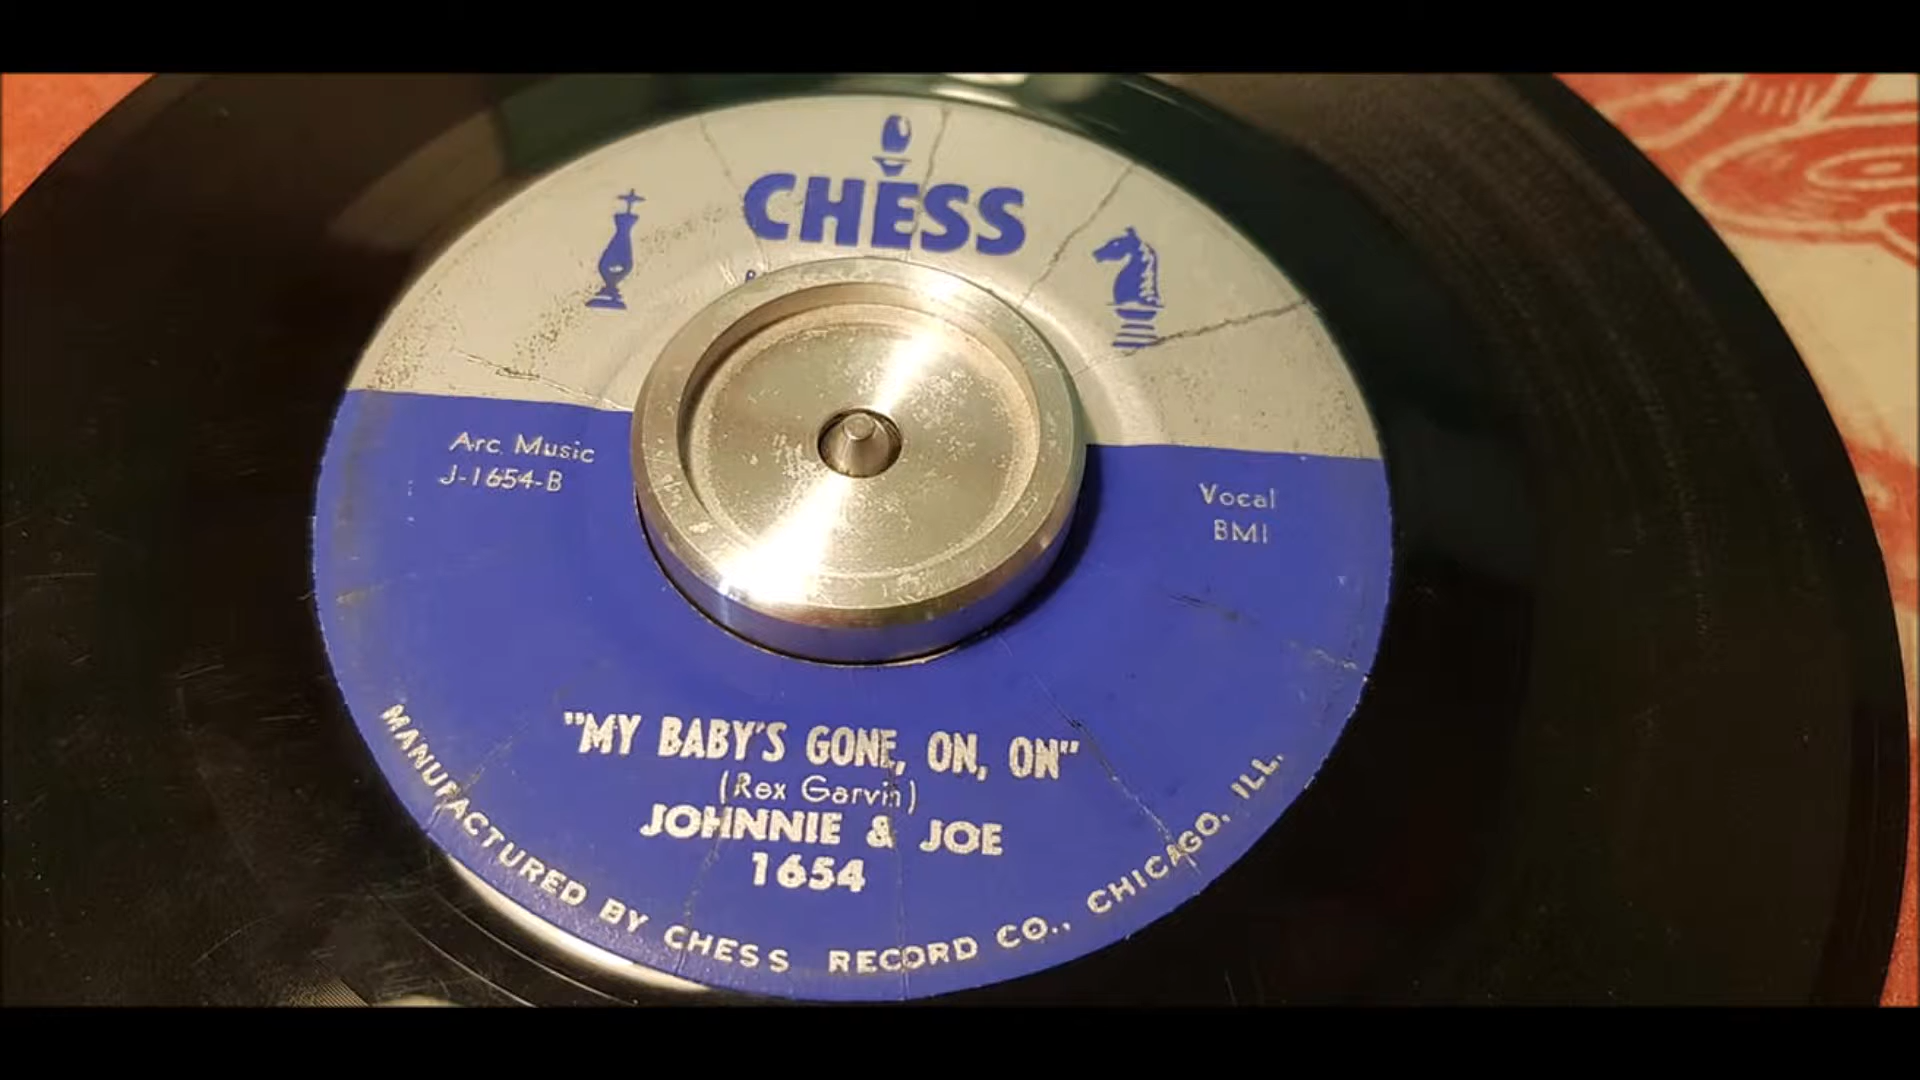 CHESS
Arc Music
J-1654-B
Vocal
BMI
"MY BABY'S GONE, ON, ON"
(Rex Garvin)
JOHNNIE & JOE
1654
MANUFACTURED BY CHESS RECORD CO., CHICAGO, ILL.